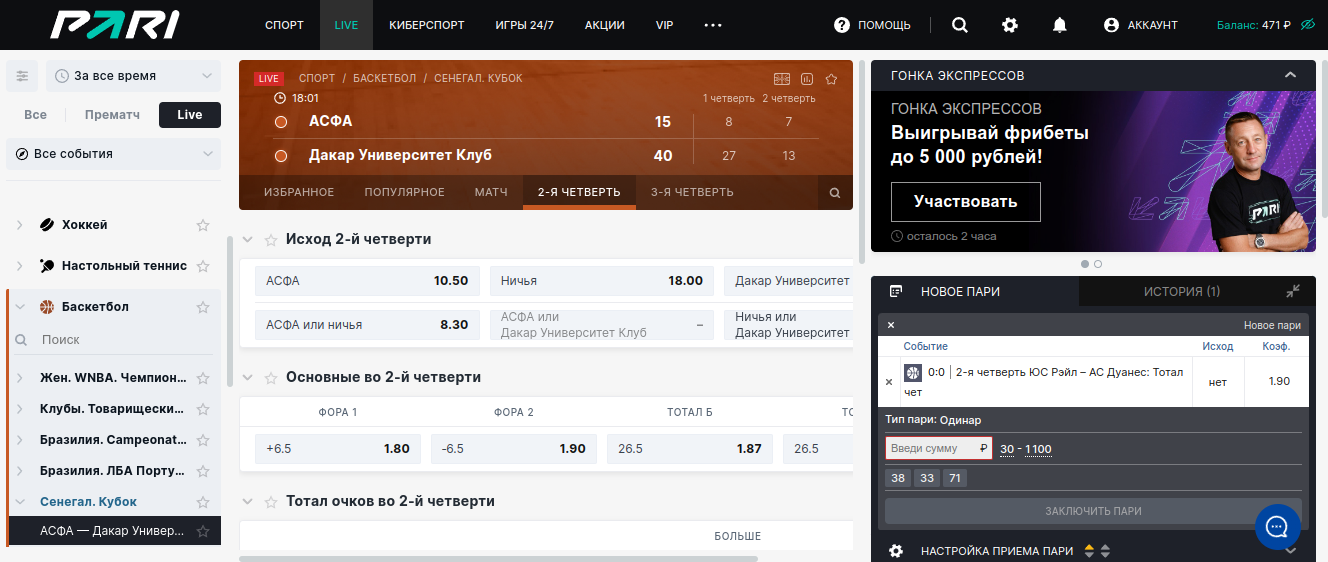 PARI
СПОРТ
LIVE
КИБЕРСПОРТ
ИГРЫ 24/7
АКЦИИ
VIP
ПОМОЩЬ
АККАУНТ
Баланс: 471 ₽
За все время
Все
Прематч
Live
Все события
Хоккей
Настольный теннис
Баскетбол
Поиск
Жен. WNBA. Чемпион...
Клубы. Товарищески...
Бразилия. Campeonat...
Бразилия. ЛБА Порту...
Сенегал. Кубок
АСФА — Дакар Универ...
LIVE СПОРТ / БАСКЕТБОЛ / СЕНЕГАЛ. КУБОК
18:01
1 четверть 2 четверть
АСФА 15 8 7
Дакар Университет Клуб 40 27 13
ИЗБРАННОЕ ПОПУЛЯРНОЕ МАТЧ 2-Я ЧЕТВЕРТЬ 3-Я ЧЕТВЕРТЬ
Исход 2-й четверти
АСФА 10.50 Ничья 18.00 Дакар Университет
АСФА или ничья 8.30
АСФА или
Дакар Университет Клуб –
Ничья или
Дакар Университет
Основные во 2-й четверти
ФОРА 1 ФОРА 2 ТОТАЛ Б ТО
+6.5 1.80 -6.5 1.90 26.5 1.87 26.5
Тотал очков во 2-й четверти
БОЛЬШЕ
ГОНКА ЭКСПРЕССОВ
ГОНКА ЭКСПРЕССОВ
Выигрывай фрибеты
до 5 000 рублей!
Участвовать
осталось 2 часа
PARI
НОВОЕ ПАРИ
ИСТОРИЯ (1)
Новое пари
Событие Исход Коэф.
0:0 | 2-я четверть ЮС Рэйл – АС Дуанес: Тотал
чет
нет 1.90
Тип пари: Одинар
Введи сумму ₽ 30 - 1100
38 33 71
ЗАКЛЮЧИТЬ ПАРИ
НАСТРОЙКА ПРИЕМА ПАРИ